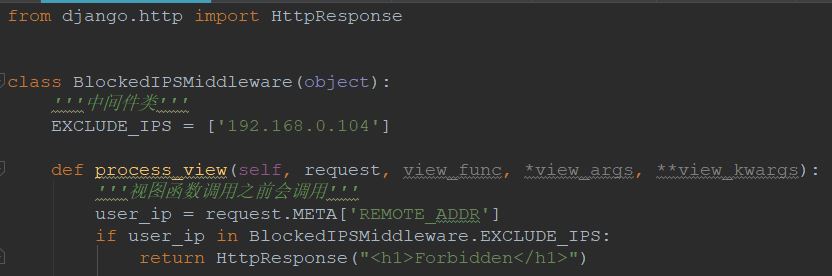 from django.http import HttpResponse
class BlockedIPSMiddleware(object):
'''中间件类'''
EXCLUDE_IPS = ['192.168.0.104']
def process_view(self, request, view_func, *view_args, **view_kwargs):
'''视图函数调用之前会调用'''
user_ip = request.META['REMOTE_ADDR']
if user_ip in BlockedIPSMiddleware.EXCLUDE_IPS:
return HttpResponse("<h1>Forbidden</h1>")